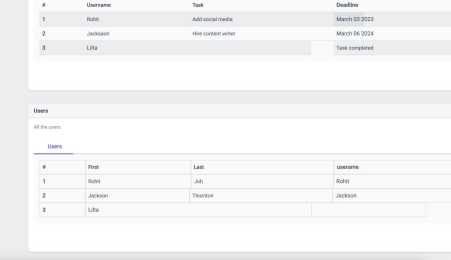 # Username Task Deadline
1 Rohit Add social media March 03 2023
2 Jacksaon Hire content writer March 06 2024
3 Lilta Task completed
Users
All the users
Users
# First Last userame
1 Rohit Joh Rohit
2 Jackson Thornton Jackson
3 Lilta